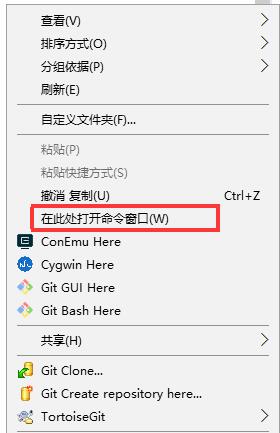 查看(V)
排序方式(O)
分组依据(P)
刷新(E)
自定义文件夹(F)...
粘贴(P)
粘贴快捷方式(S)
撤消 复制(U) Ctrl+Z
在此处打开命令窗口(W)
ConEmu Here
Cygwin Here
Git GUI Here
Git Bash Here
共享(H)
Git Clone...
Git Create repository here...
TortoiseGit